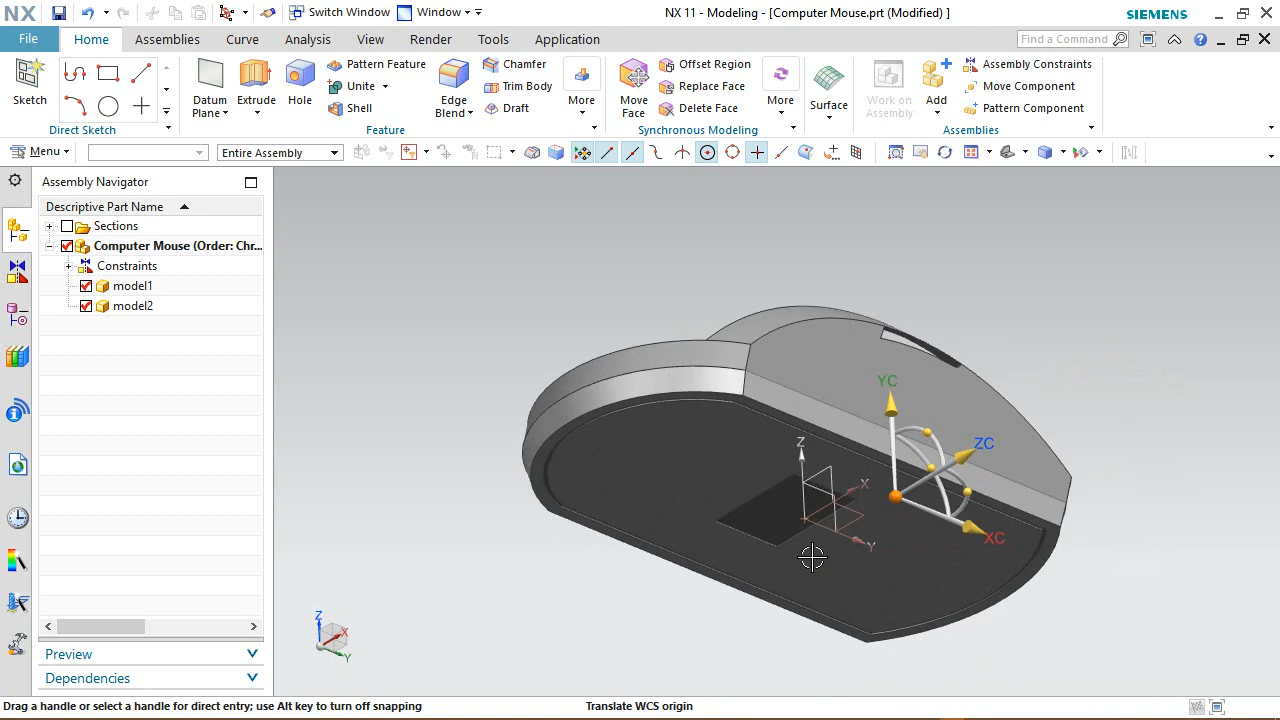 NX
Switch Window
Window
NX 11 - Modeling - [Computer Mouse.prt (Modified) ]
SIEMENS
File
Home
Assemblies
Curve
Analysis
View
Render
Tools
Application
Find a Command
Sketch
Direct Sketch
Datum Plane
Extrude
Hole
Pattern Feature
Unite
Shell
Edge Blend
Chamfer
Trim Body
Draft
More
Feature
Move Face
Offset Region
Replace Face
Delete Face
More
Synchronous Modeling
Surface
Work on Assembly
Add
Assembly Constraints
Move Component
Pattern Component
Assemblies
Menu
Entire Assembly
Assembly Navigator
Descriptive Part Name
Sections
Computer Mouse (Order: Chr...
Constraints
model1
model2
Preview
Dependencies
YC
ZC
XC
Z
X
Y
Z
X
Y
Drag a handle or select a handle for direct entry; use Alt key to turn off snapping
Translate WCS origin